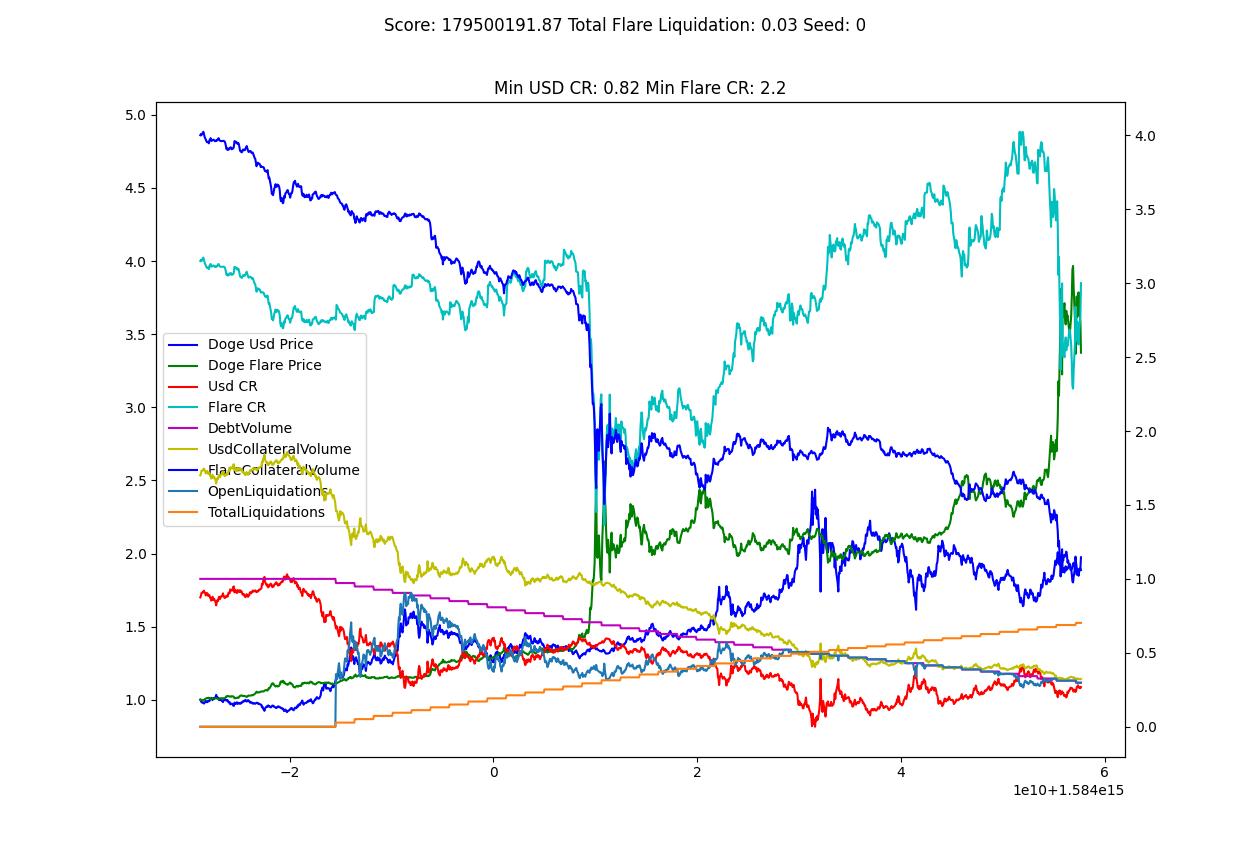 Score: 179500191.87 Total Flare Liquidation: 0.03 Seed: 0
Min USD CR: 0.82 Min Flare CR: 2.2
5.0
4.5
4.0
3.5
3.0
2.5
2.0
1.5
1.0
Doge Usd Price
Doge Flare Price
Usd CR
Flare CR
DebtVolume
UsdCollateralVolume
FlareCollateralVolume
OpenLiquidations
TotalLiquidations
4.0
3.5
3.0
2.5
2.0
1.5
1.0
0.5
0.0
−2 0 2 4 6
1e10+1.584e15